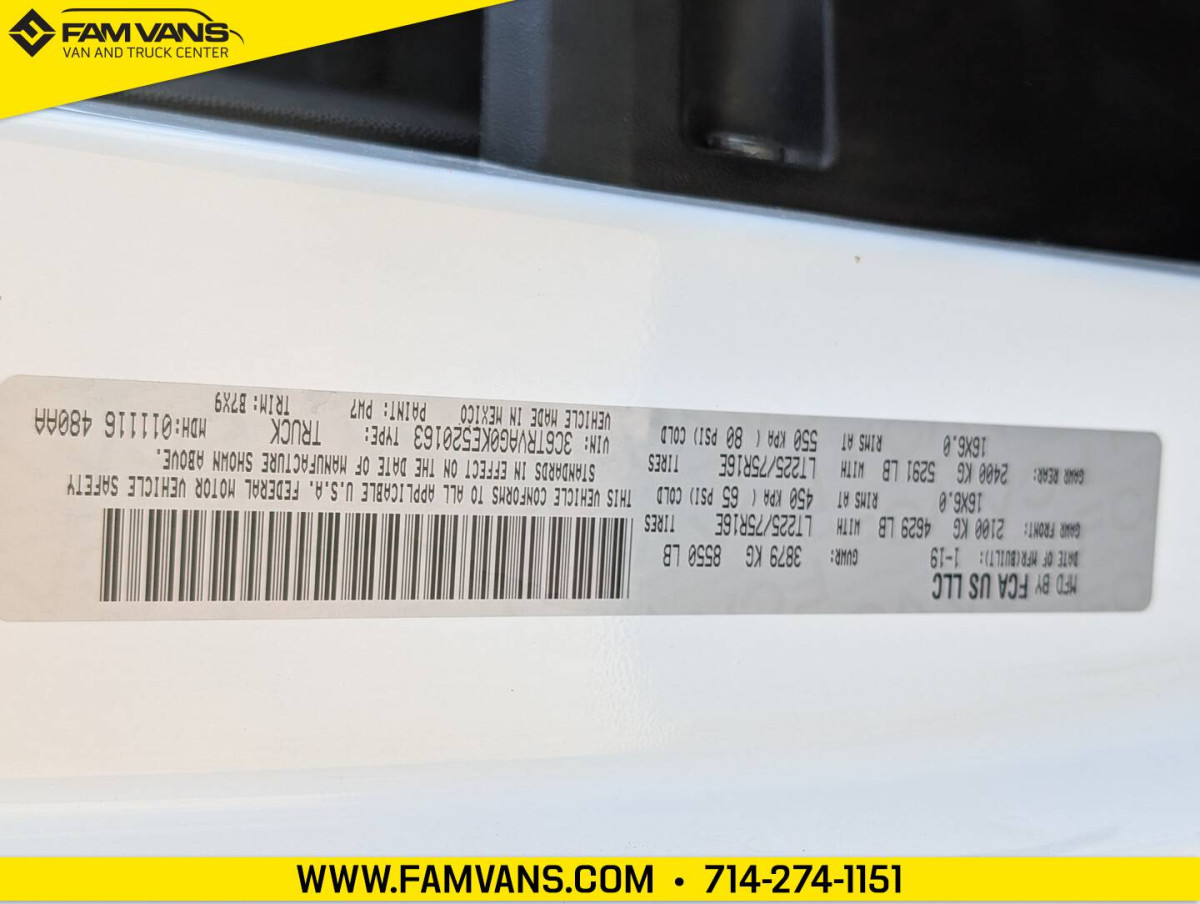 FAM VANS
VAN AND TRUCK CENTER
MFD BY FCA US LLC
DATE OF MFR(BUILT): 1-19 GVWR: 3879 KG 8550 LB
GAWR FRONT: 2100 KG 4629 LB WITH LT225/75R16E TIRES
16X6.0 RIMS AT 450 KPA ( 65 PSI) COLD
GAWR REAR: 2400 KG 5291 LB WITH LT225/75R16E TIRES
16X6.0 RIMS AT 550 KPA ( 80 PSI) COLD
THIS VEHICLE CONFORMS TO ALL APPLICABLE U.S.A. FEDERAL MOTOR VEHICLE SAFETY
STANDARDS IN EFFECT ON THE DATE OF MANUFACTURE SHOWN ABOVE.
VIN: 3C6TRVAG0KE520163 TYPE: TRUCK MDH:011116 480AA
VEHICLE MADE IN MEXICO PAINT: PW7 TRIM: B7X9
WWW.FAMVANS.COM • 714-274-1151